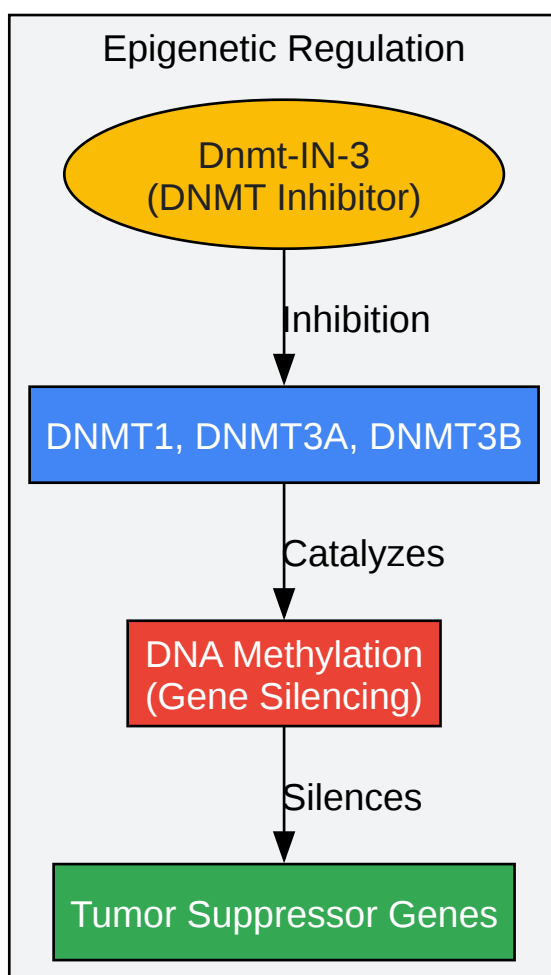 Epigenetic Regulation
Dnmt-IN-3
(DNMT Inhibitor)
Inhibition
DNMT1, DNMT3A, DNMT3B
Catalyzes
DNA Methylation
(Gene Silencing)
Silences
Tumor Suppressor Genes